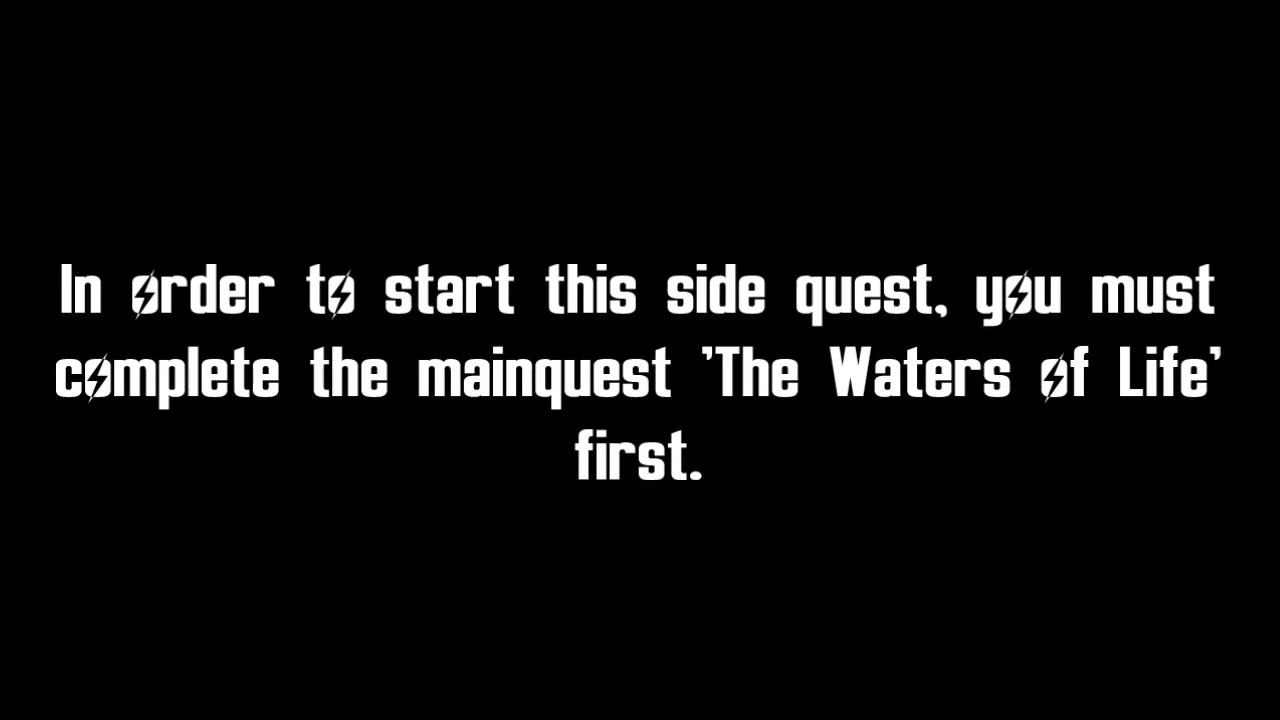 In order to start this side quest, you must
complete the mainquest 'The Waters of Life'
first.